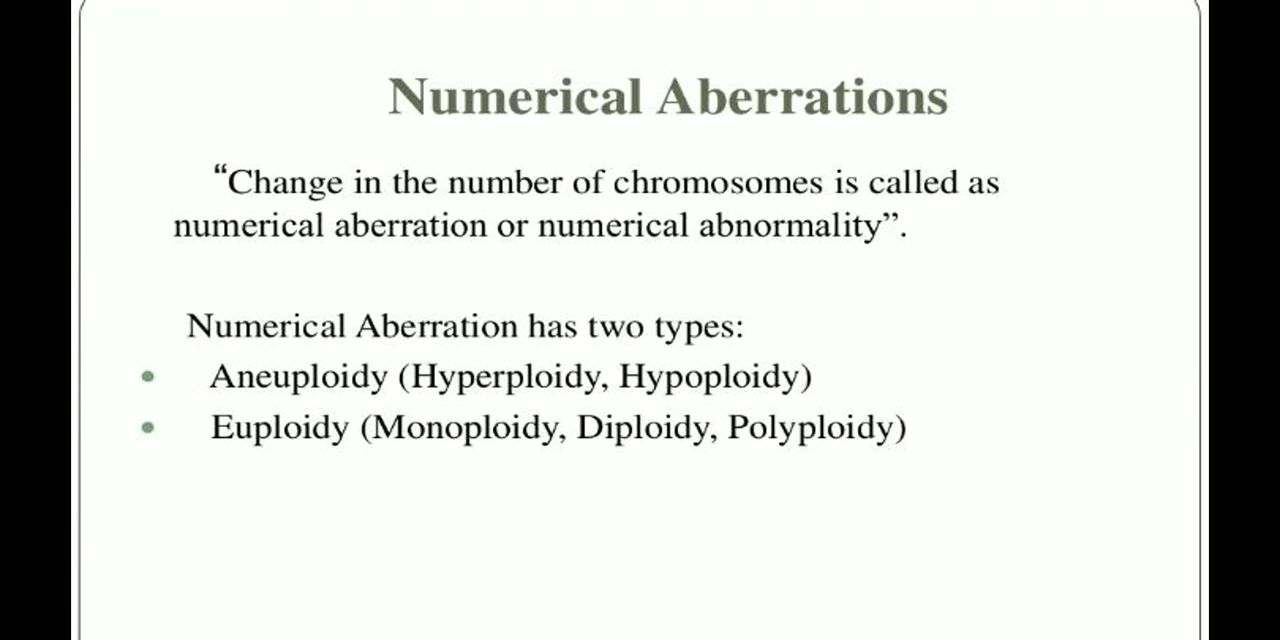 Numerical Aberrations
“Change in the number of chromosomes is called as
numerical aberration or numerical abnormality”.
Numerical Aberration has two types:
• Aneuploidy (Hyperploidy, Hypoploidy)
• Euploidy (Monoploidy, Diploidy, Polyploidy)